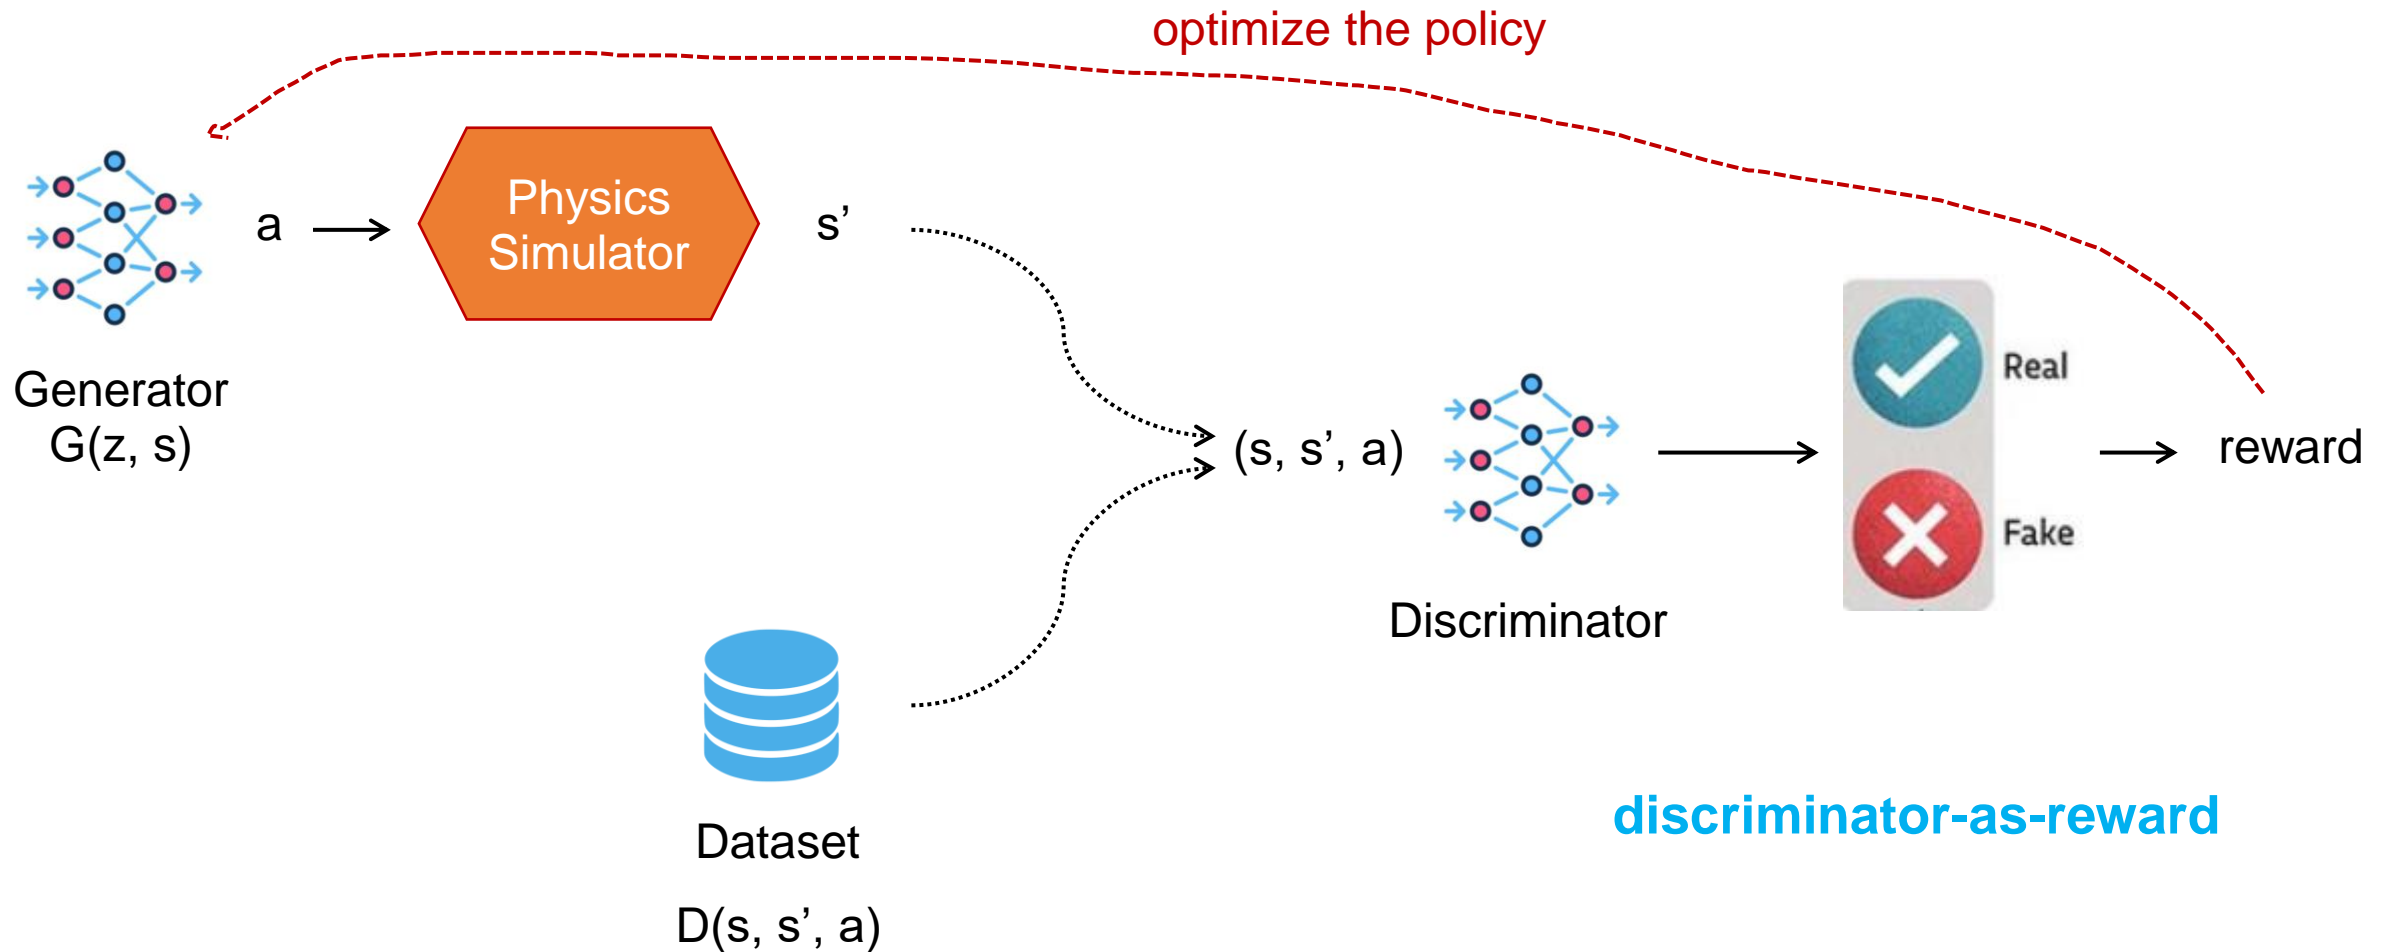 optimize the policy
a
Physics
Simulator
s’
Generator
G(z, s)
(s, s’, a)
Discriminator
Real
Fake
reward
Dataset
D(s, s’, a)
discriminator-as-reward